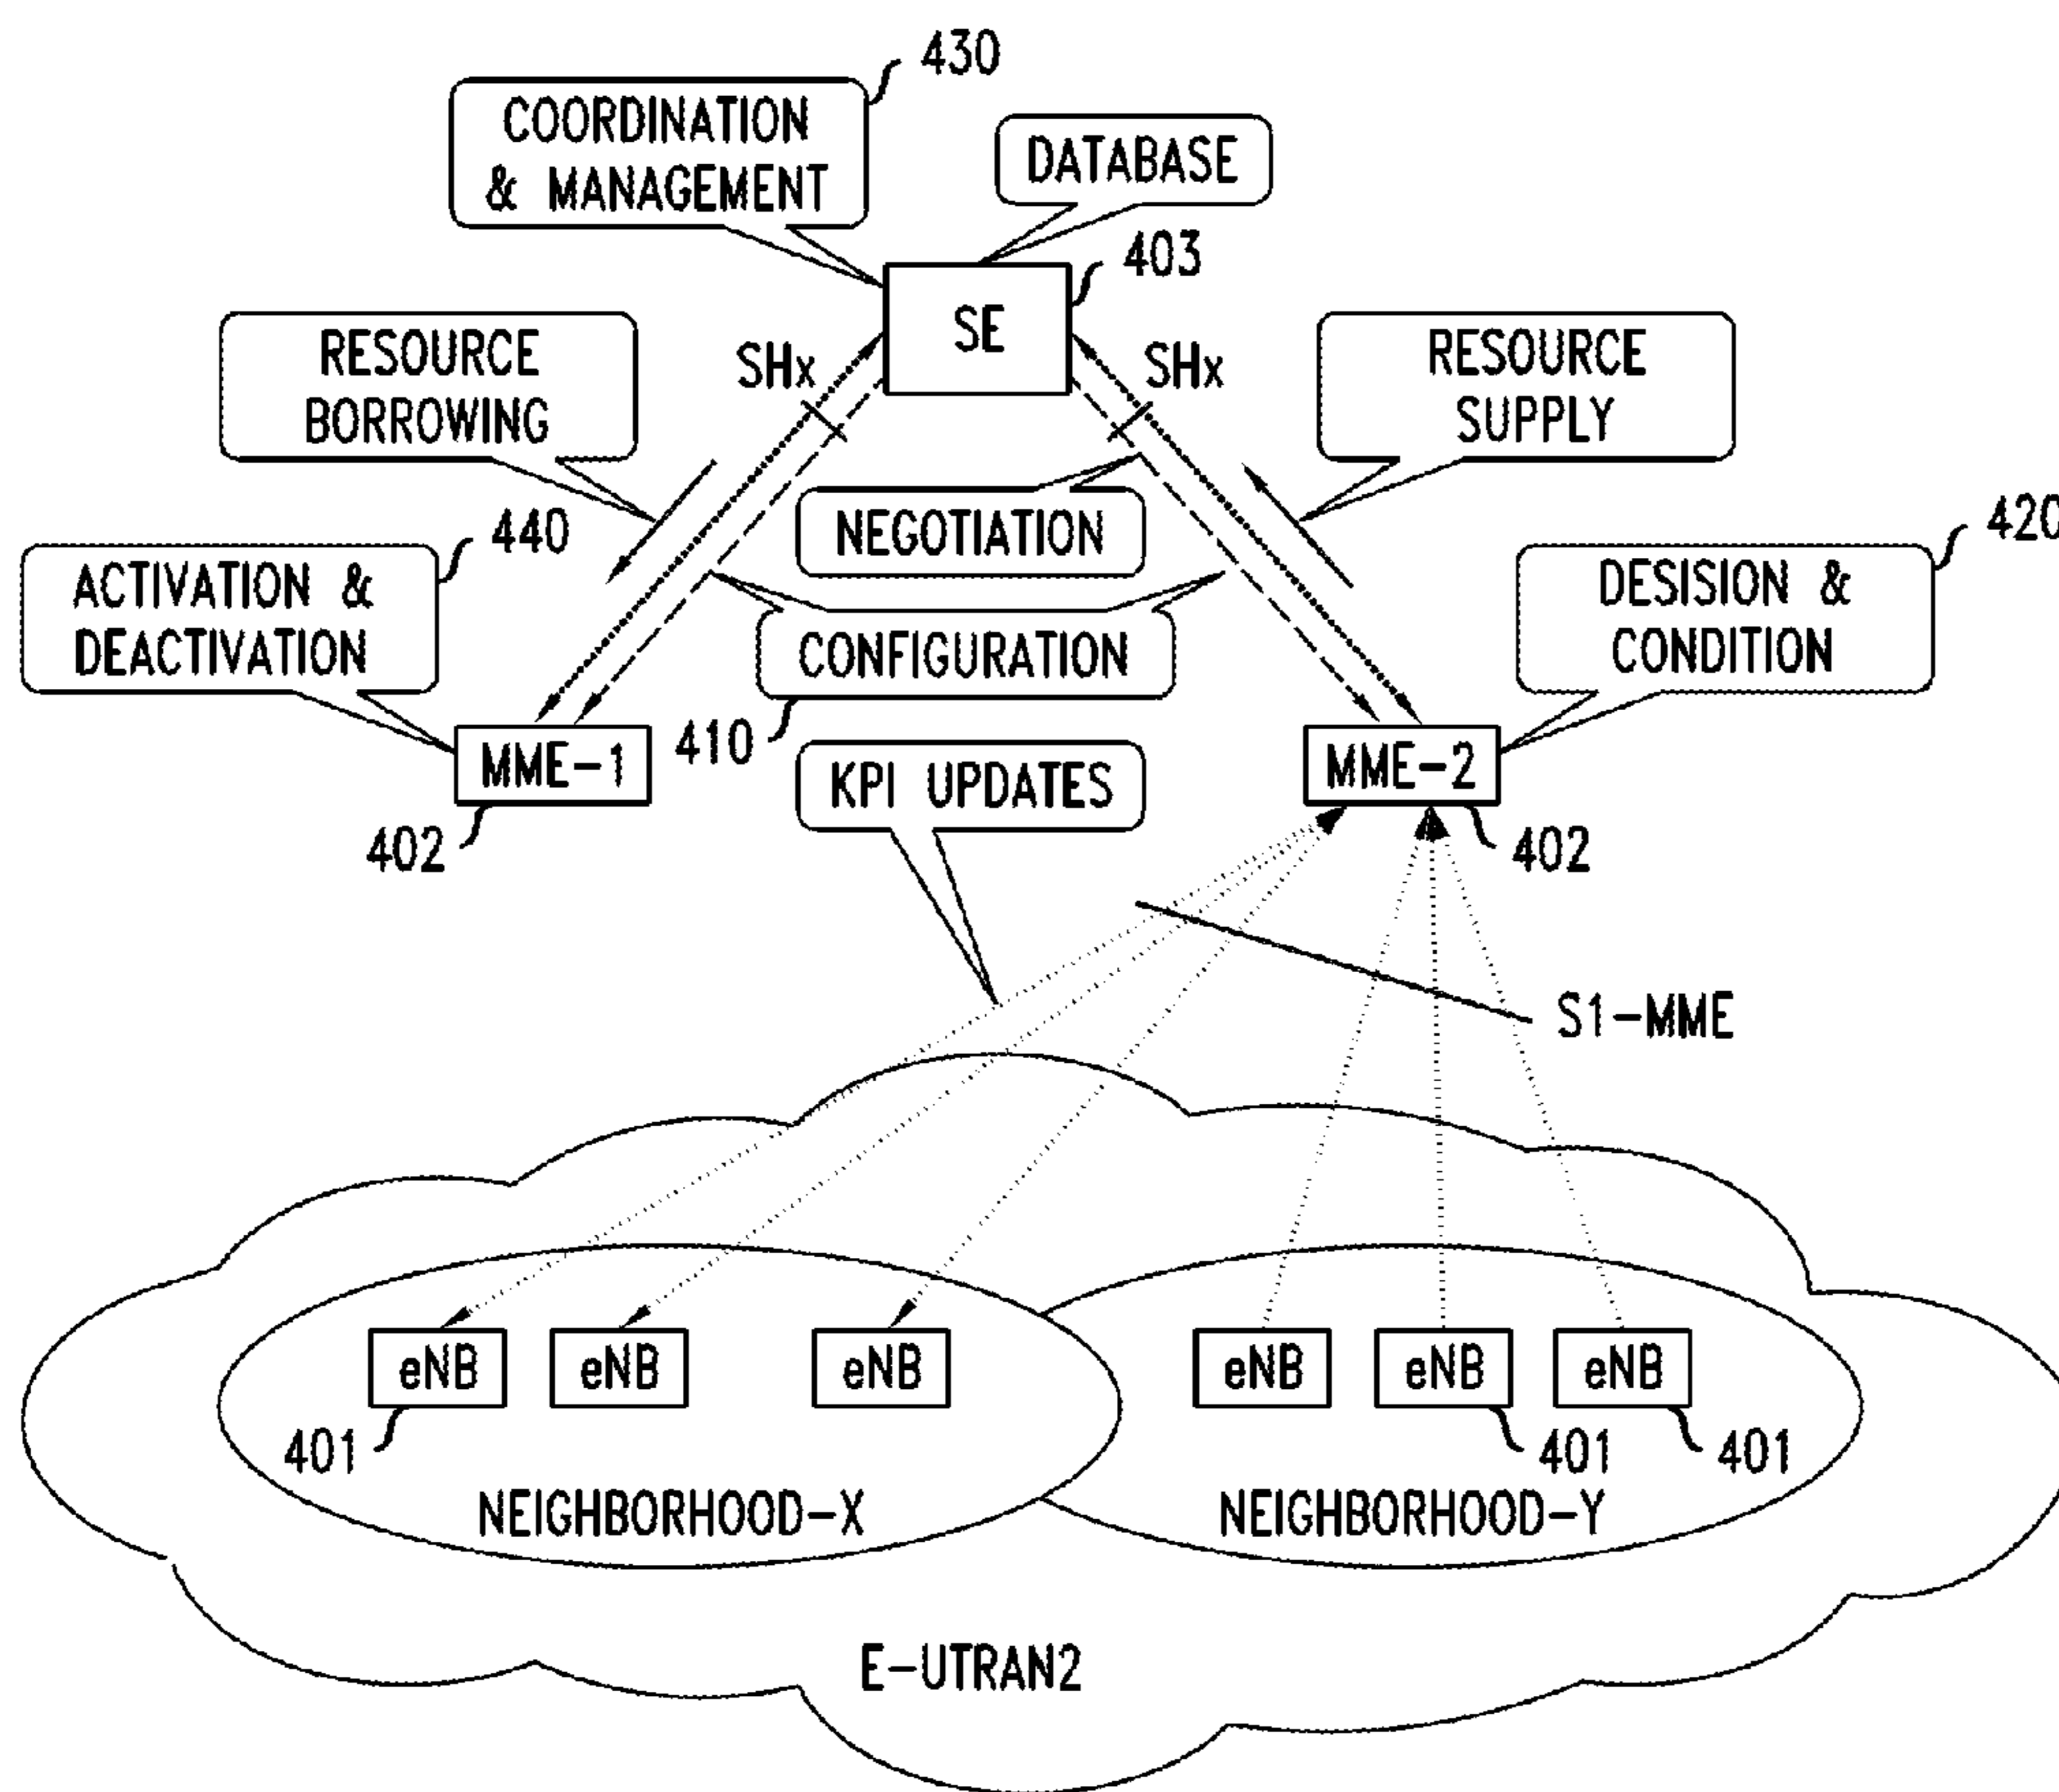 430
COORDINATION
& MANAGEMENT
DATABASE
403
SE
RESOURCE
BORROWING
SHx
SHx
RESOURCE
SUPPLY
440
NEGOTIATION
420
ACTIVATION &
DEACTIVATION
DESISION &
CONDITION
CONFIGURATION
410
MME-1
KPI UPDATES
MME-2
402
402
S1-MME
eNB
eNB
eNB
eNB
eNB
eNB
401
401
401
NEIGHBORHOOD-X
NEIGHBORHOOD-Y
E-UTRAN2